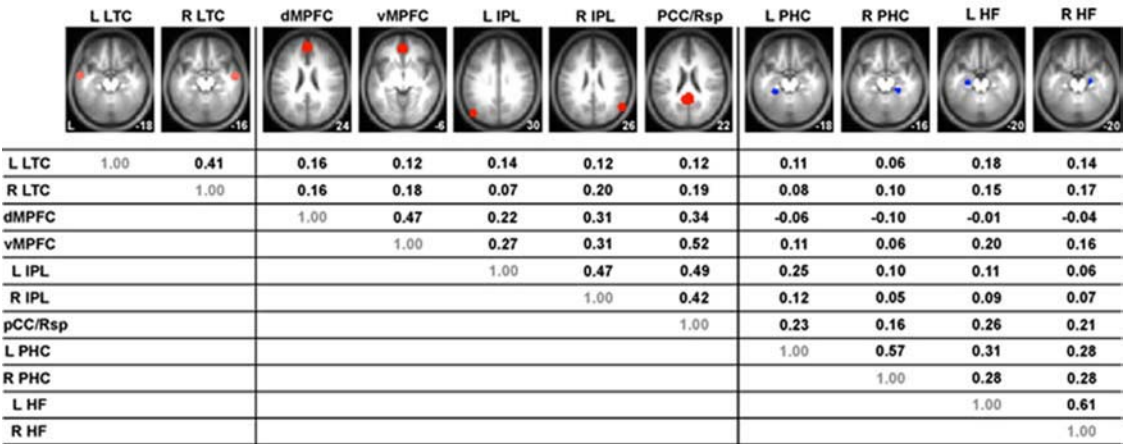 L LTC R LTC dMPFC vMPFC L IPL R IPL PCC/Rsp L PHC R PHC L HF R HF
L -18 -16 24 -6 30 26 22 -18 -16 -20 -20
L LTC 1.00 0.41 0.16 0.12 0.14 0.12 0.12 0.11 0.06 0.18 0.14
R LTC 1.00 0.16 0.18 0.07 0.20 0.19 0.08 0.10 0.15 0.17
dMPFC 1.00 0.47 0.22 0.31 0.34 -0.06 -0.10 -0.01 -0.04
vMPFC 1.00 0.27 0.31 0.52 0.11 0.06 0.20 0.16
L IPL 1.00 0.47 0.49 0.25 0.10 0.11 0.06
R IPL 1.00 0.42 0.12 0.05 0.09 0.07
pCC/Rsp 1.00 0.23 0.16 0.26 0.21
L PHC 1.00 0.57 0.31 0.28
R PHC 1.00 0.28 0.28
L HF 1.00 0.61
R HF 1.00